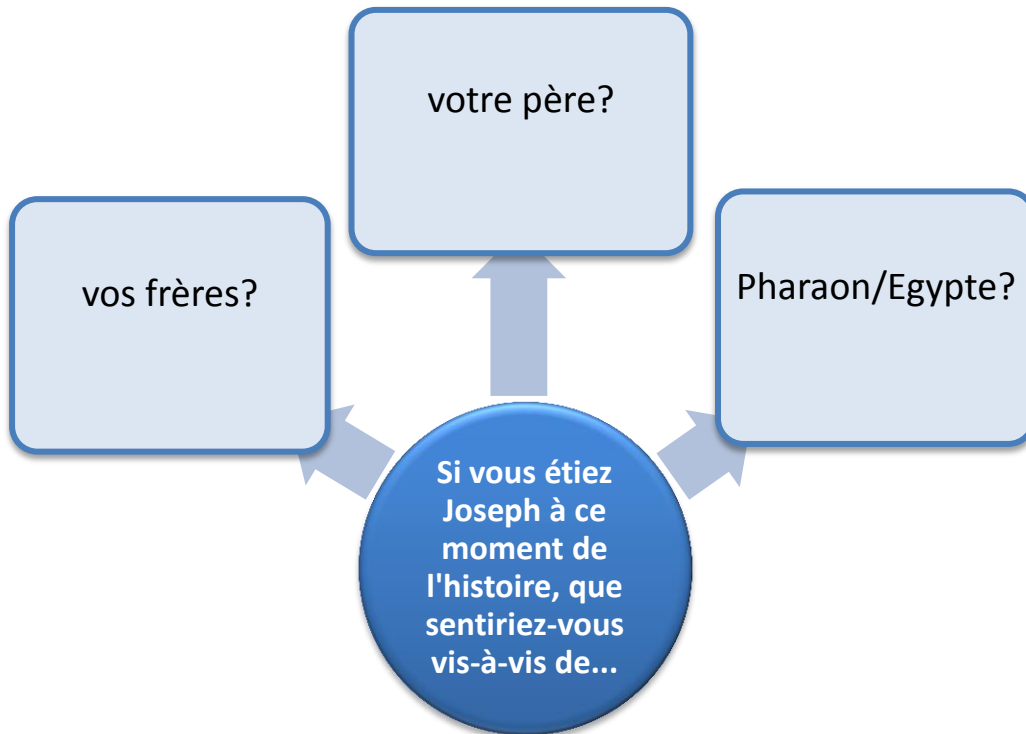 votre père?
vos frères?
Pharaon/Egypte?
Si vous étiez
Joseph à ce
moment de
l'histoire, que
sentiriez-vous
vis-à-vis de...